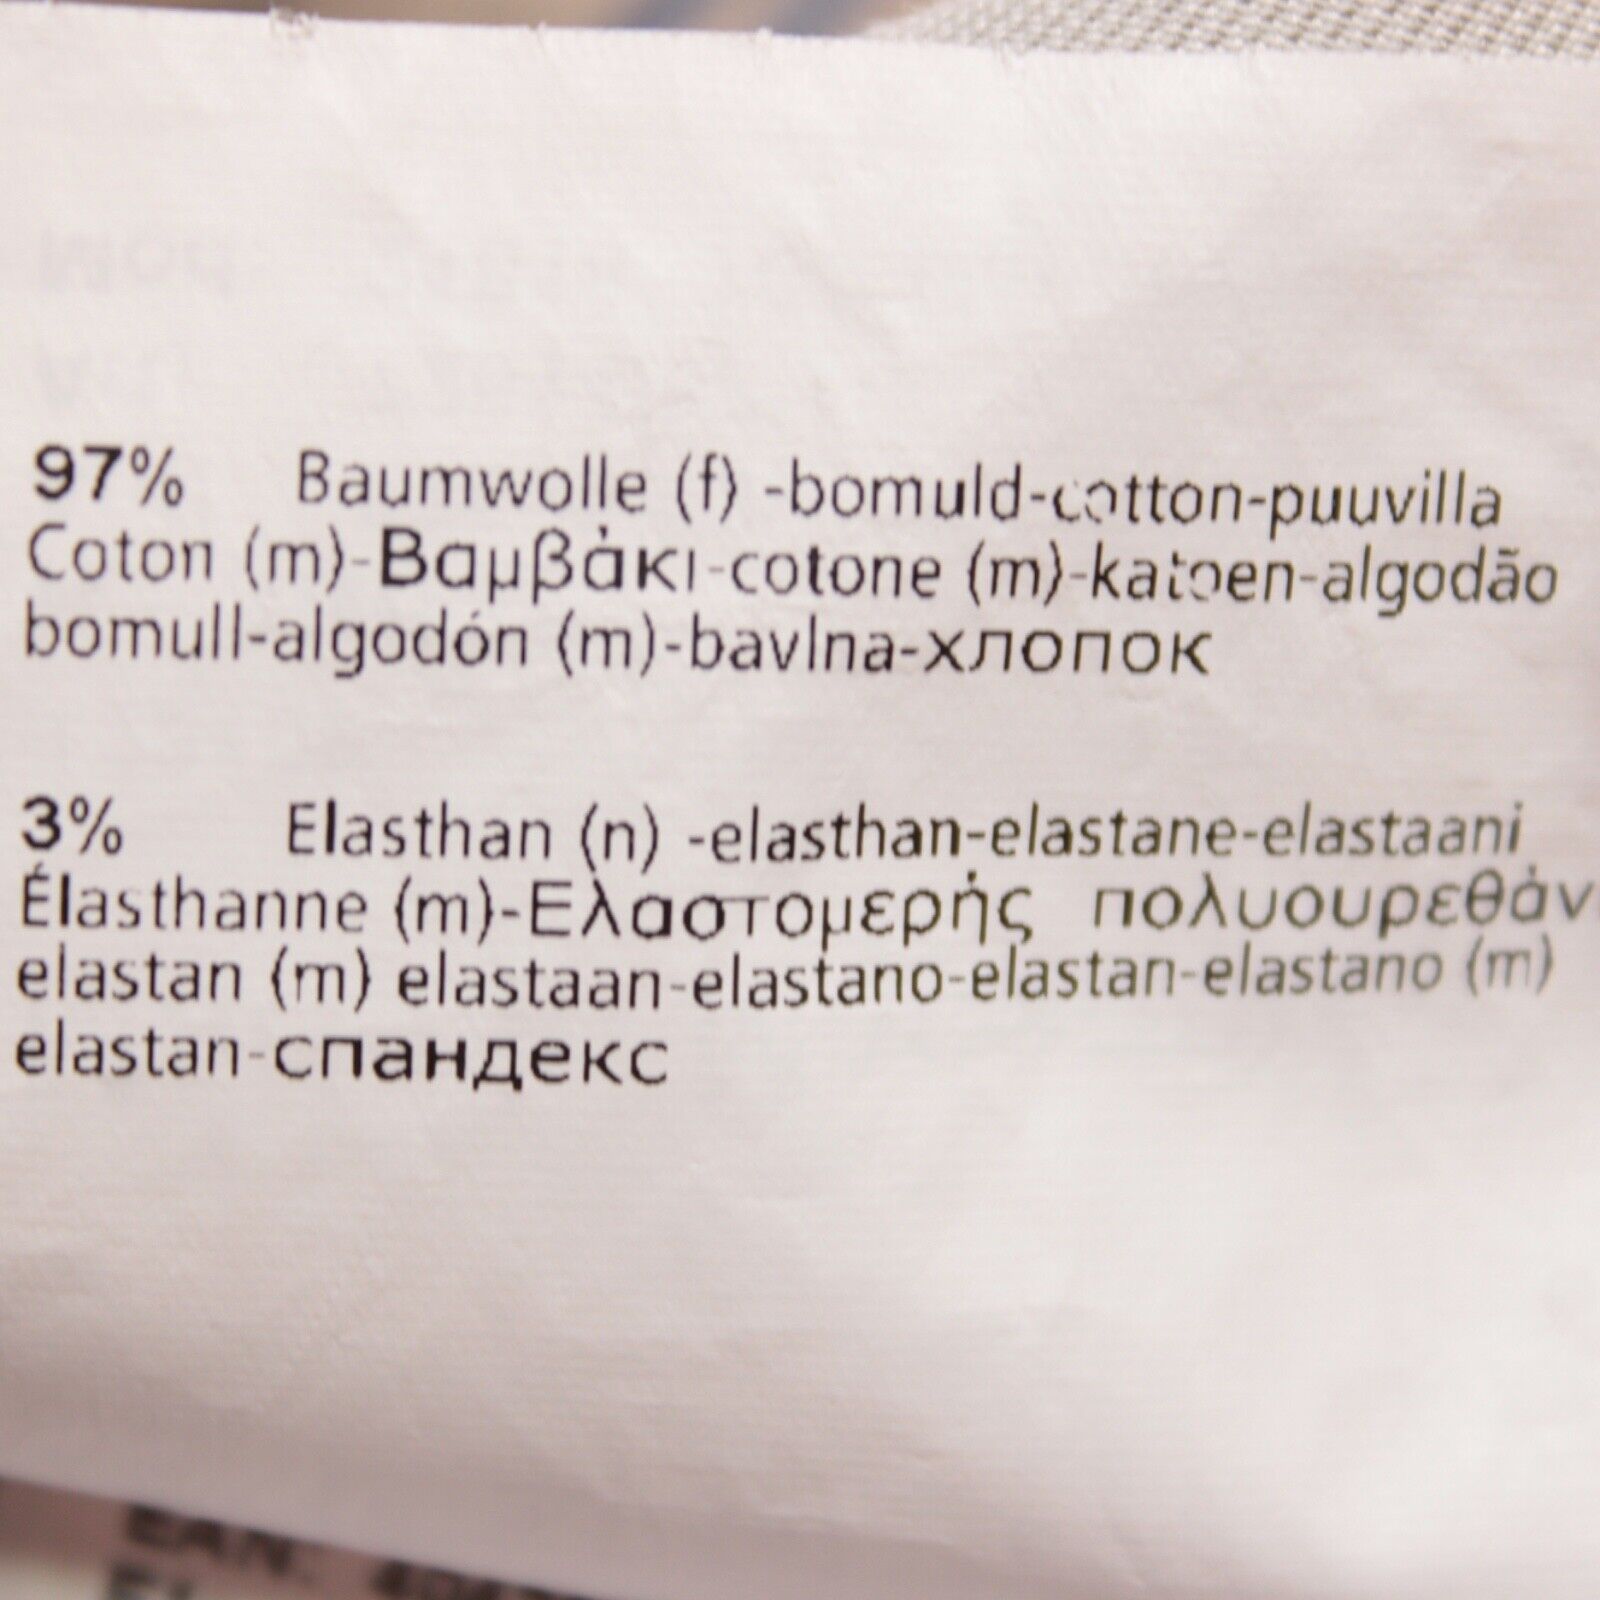 97% Baumwolle (f) -bomuld-cotton-puuvilla
Coton (m)-Βαμβάκι-cotone (m)-katoen-algodão
bomull-algodón (m)-bavlna-хлопок
3% Elasthan (n) -elasthan-elastane-elastaani
Élasthanne (m)-Ελαστομερής πολυουρεθάν
elastan (m) elastaan-elastano-elastan-elastano (m)
elastan-спандекс
EAN: